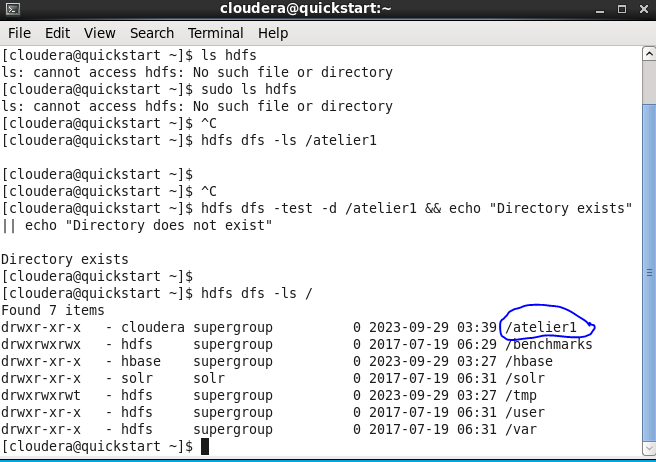 cloudera@quickstart:~
File Edit View Search Terminal Help
[cloudera@quickstart ~]$ ls hdfs
ls: cannot access hdfs: No such file or directory
[cloudera@quickstart ~]$ sudo ls hdfs
ls: cannot access hdfs: No such file or directory
[cloudera@quickstart ~]$ ^C
[cloudera@quickstart ~]$ hdfs dfs -ls /atelier1
[cloudera@quickstart ~]$
[cloudera@quickstart ~]$ ^C
[cloudera@quickstart ~]$ hdfs dfs -test -d /atelier1 && echo "Directory exists"
|| echo "Directory does not exist"
Directory exists
[cloudera@quickstart ~]$
[cloudera@quickstart ~]$ hdfs dfs -ls /
Found 7 items
drwxr-xr-x   - cloudera supergroup          0 2023-09-29 03:39 /atelier1
drwxrwxrwx   - hdfs     supergroup          0 2017-07-19 06:29 /benchmarks
drwxr-xr-x   - hbase    supergroup          0 2023-09-29 03:27 /hbase
drwxr-xr-x   - solr     solr                0 2017-07-19 06:31 /solr
drwxrwxrwt   - hdfs     supergroup          0 2023-09-29 03:27 /tmp
drwxr-xr-x   - hdfs     supergroup          0 2017-07-19 06:31 /user
drwxr-xr-x   - hdfs     supergroup          0 2017-07-19 06:31 /var
[cloudera@quickstart ~]$